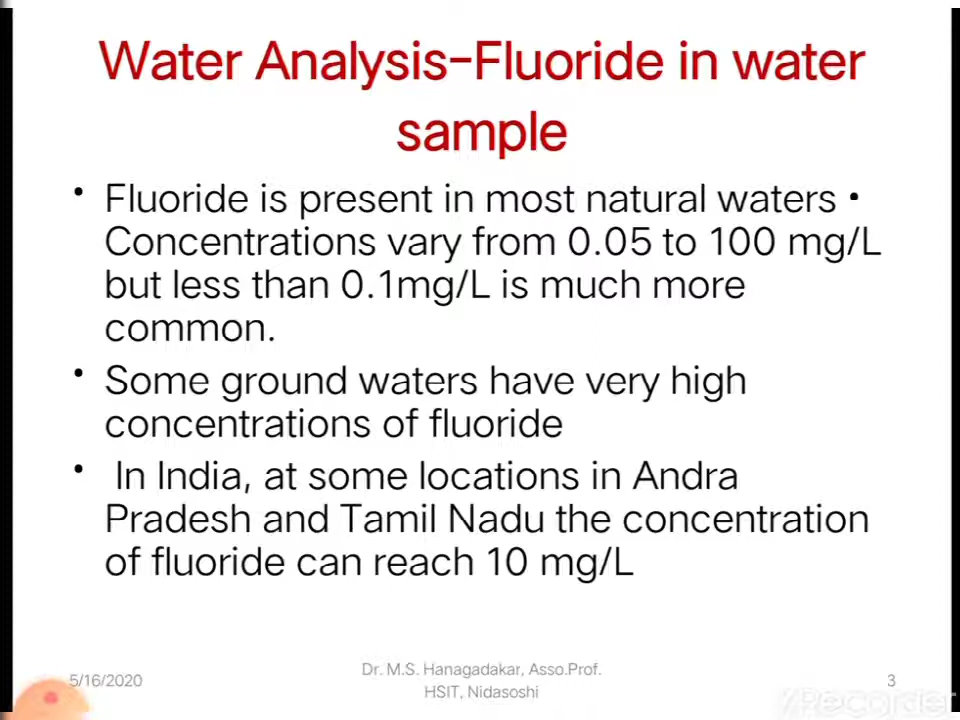 Water Analysis-Fluoride in water
sample
• Fluoride is present in most natural waters •
Concentrations vary from 0.05 to 100 mg/L
but less than 0.1mg/L is much more
common.
• Some ground waters have very high
concentrations of fluoride
• In India, at some locations in Andra
Pradesh and Tamil Nadu the concentration
of fluoride can reach 10 mg/L
5/16/2020
Dr. M.S. Hanagadakar, Asso.Prof.
HSIT, Nidasoshi
3
Recorder